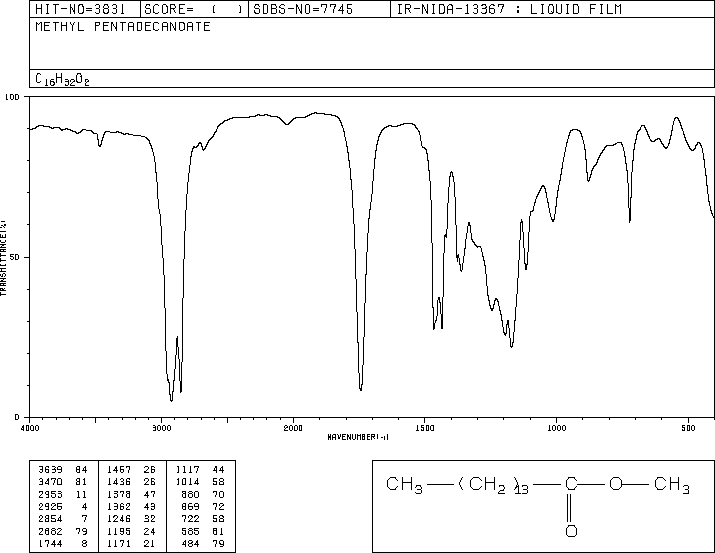 HIT-NO=3831 SCORE= ( ) SDBS-NO=7745 IR-NIDA-13367 : LIQUID FILM
METHYL PENTADECANOATE
C16H32O2
100
TRANSMITTANCE(%)
50
0
4000 3000 2000 1500 1000 500
WAVENUMBER(-1)
3639 84 1467 26 1117 44
3470 81 1436 26 1014 58
2953 11 1378 47 880 70
2925 4 1362 43 869 72
2854 7 1246 32 722 58
2682 79 1195 24 585 81
1744 8 1171 21 484 79
CH3 (CH2)13 C O CH3
O